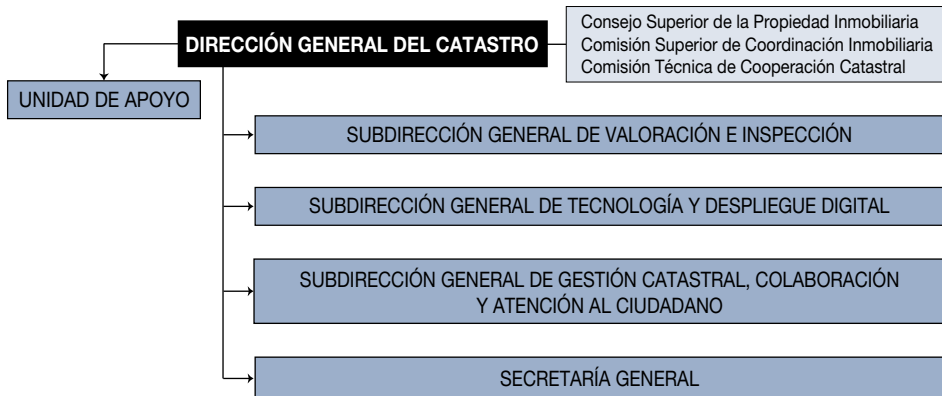 DIRECCIÓN GENERAL DEL CATASTRO
Consejo Superior de la Propiedad Inmobiliaria
Comisión Superior de Coordinación Inmobiliaria
Comisión Técnica de Cooperación Catastral
UNIDAD DE APOYO
SUBDIRECCIÓN GENERAL DE VALORACIÓN E INSPECCIÓN
SUBDIRECCIÓN GENERAL DE TECNOLOGÍA Y DESPLIEGUE DIGITAL
SUBDIRECCIÓN GENERAL DE GESTIÓN CATASTRAL, COLABORACIÓN
Y ATENCIÓN AL CIUDADANO
SECRETARÍA GENERAL